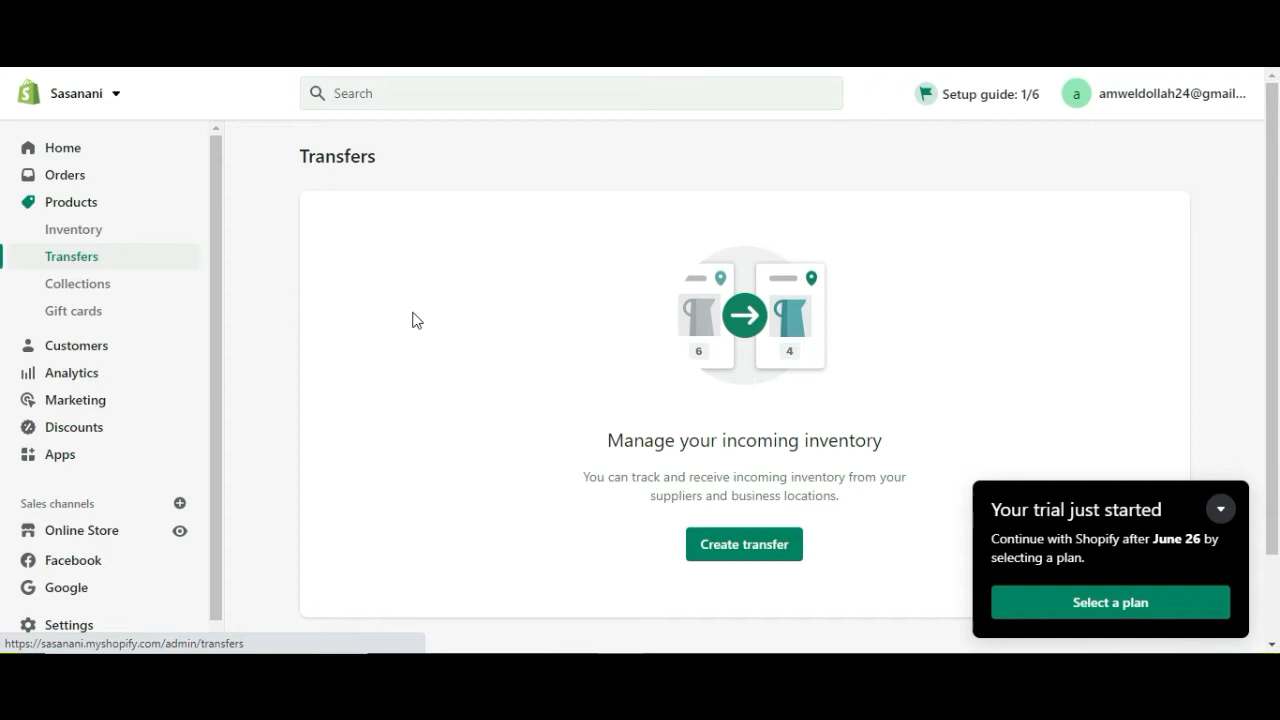 Sasanani
Search
Setup guide: 1/6
a
amweldollah24@gmail...
Home
Orders
Products
Inventory
Transfers
Collections
Gift cards
Customers
Analytics
Marketing
Discounts
Apps
Sales channels
Online Store
Facebook
Google
Settings
https://sasanani.myshopify.com/admin/transfers
Transfers
6
4
Manage your incoming inventory
You can track and receive incoming inventory from your
suppliers and business locations.
Create transfer
Your trial just started
Continue with Shopify after June 26 by
selecting a plan.
Select a plan